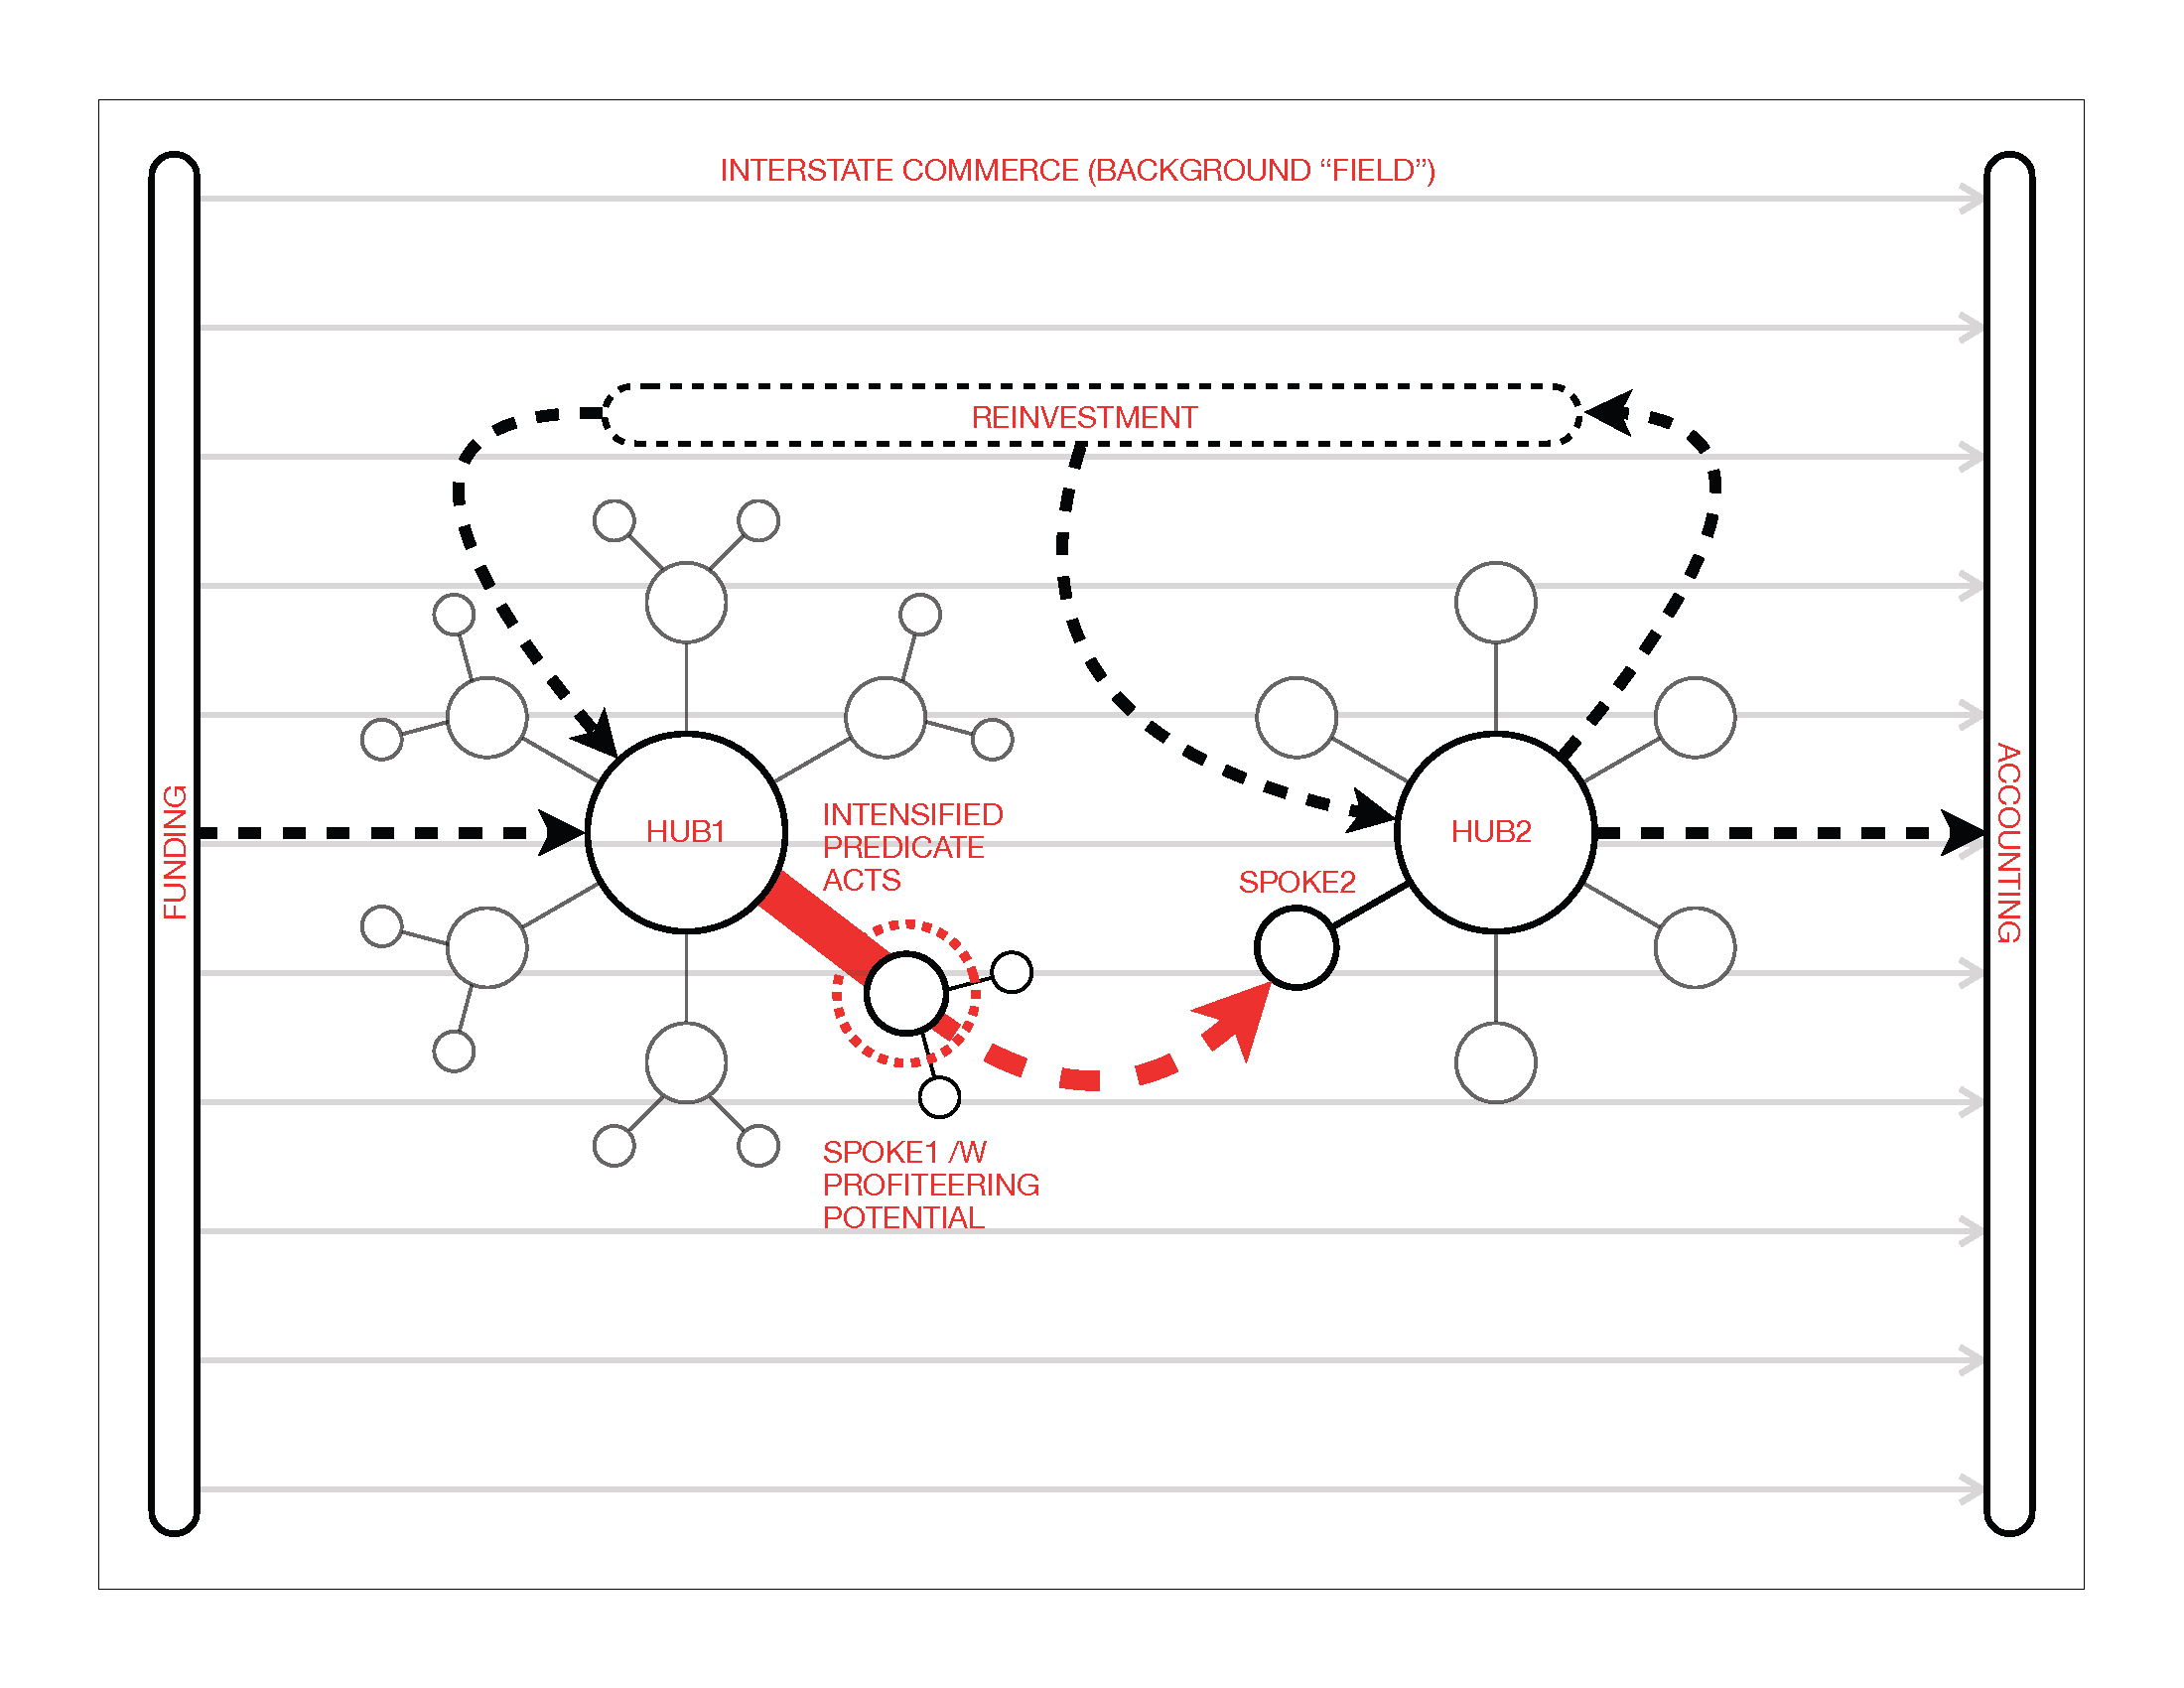 INTERSTATE COMMERCE (BACKGROUND “FIELD”)
REINVESTMENT
FUNDING
HUB1
INTENSIFIED
PREDICATE
ACTS
SPOKE1 /W
PROFITEERING
POTENTIAL
SPOKE2
HUB2
ACCOUNTING